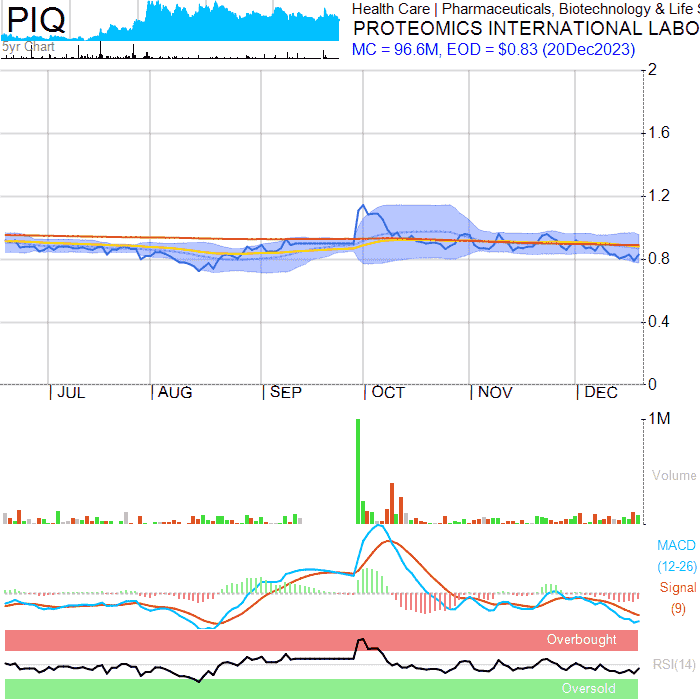 PIQ
5yr Chart
Health Care | Pharmaceuticals, Biotechnology & Life S
PROTEOMICS INTERNATIONAL LABO
MC = 96.6M, EOD = $0.83 (20Dec2023)
2
1.6
1.2
0.8
0.4
0
JUL AUG SEP OCT NOV DEC
1M
Volume
MACD
(12-26)
Signal
(9)
Overbought
RSI(14)
Oversold